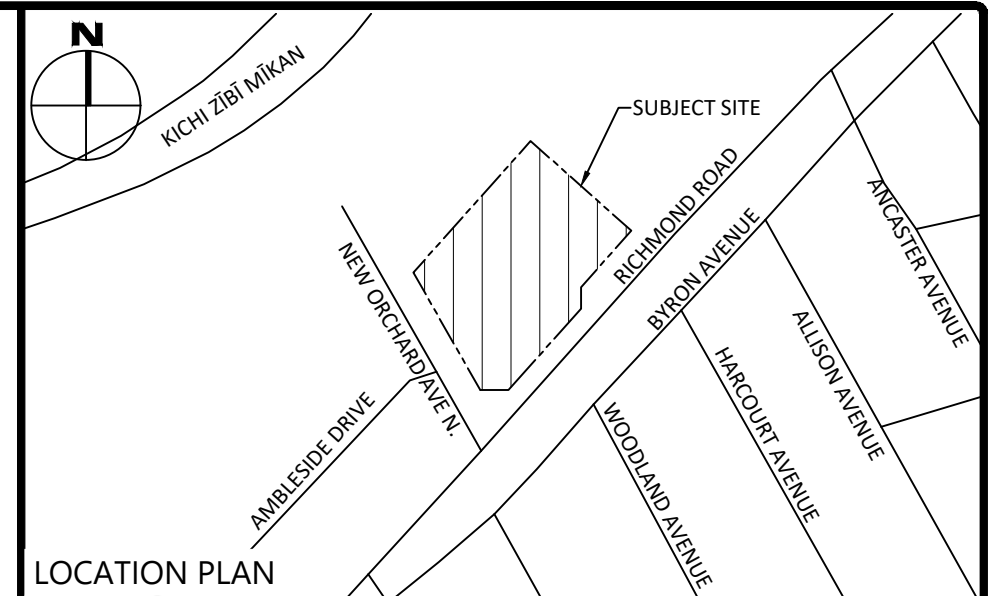 N
KICHI ZĪBĪ MĪKAN
SUBJECT SITE
RICHMOND ROAD
BYRON AVENUE
ANCASTER AVENUE
NEW ORCHARD AVE N.
ALLISON AVENUE
HARCOURT AVENUE
AMBLESIDE DRIVE
WOODLAND AVENUE
LOCATION PLAN